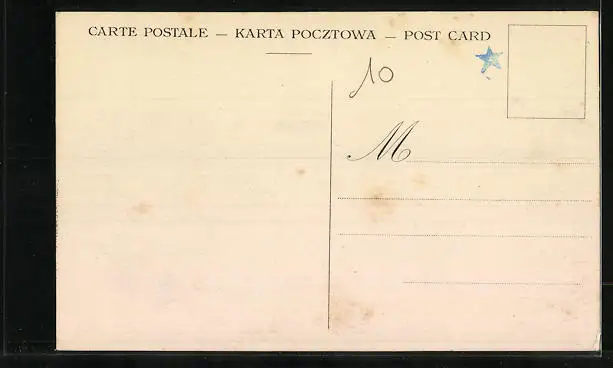 CARTE POSTALE — KARTA POCZTOWA — POST CARD
10
M